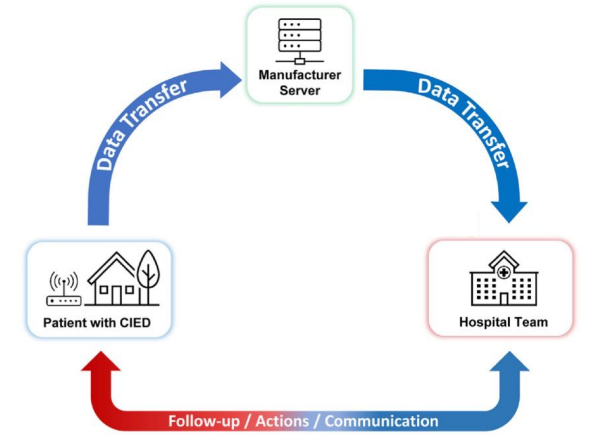 Manufacturer
Server
Data Transfer
Data Transfer
Patient with CIED
Hospital Team
Follow-up / Actions / Communication